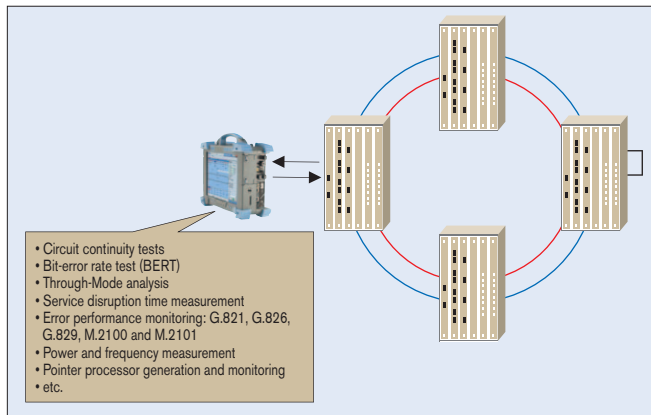 • Circuit continuity tests
• Bit-error rate test (BERT)
• Through-Mode analysis
• Service disruption time measurement
• Error performance monitoring: G.821, G.826,
G.829, M.2100 and M.2101
• Power and frequency measurement
• Pointer processor generation and monitoring
• etc.